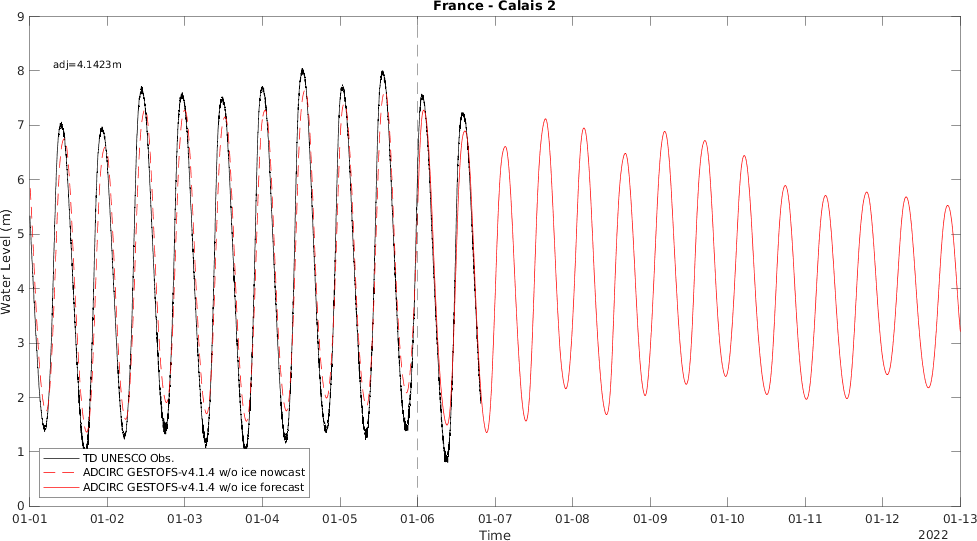 France - Calais 2
9
8
7
6
5
4
3
2
1
0
Water Level (m)
adj=4.1423m
TD UNESCO Obs.
ADCIRC GESTOFS-v4.1.4 w/o ice nowcast
ADCIRC GESTOFS-v4.1.4 w/o ice forecast
01-01 01-02 01-03 01-04 01-05 01-06 01-07 01-08 01-09 01-10 01-11 01-12 01-13
Time
2022